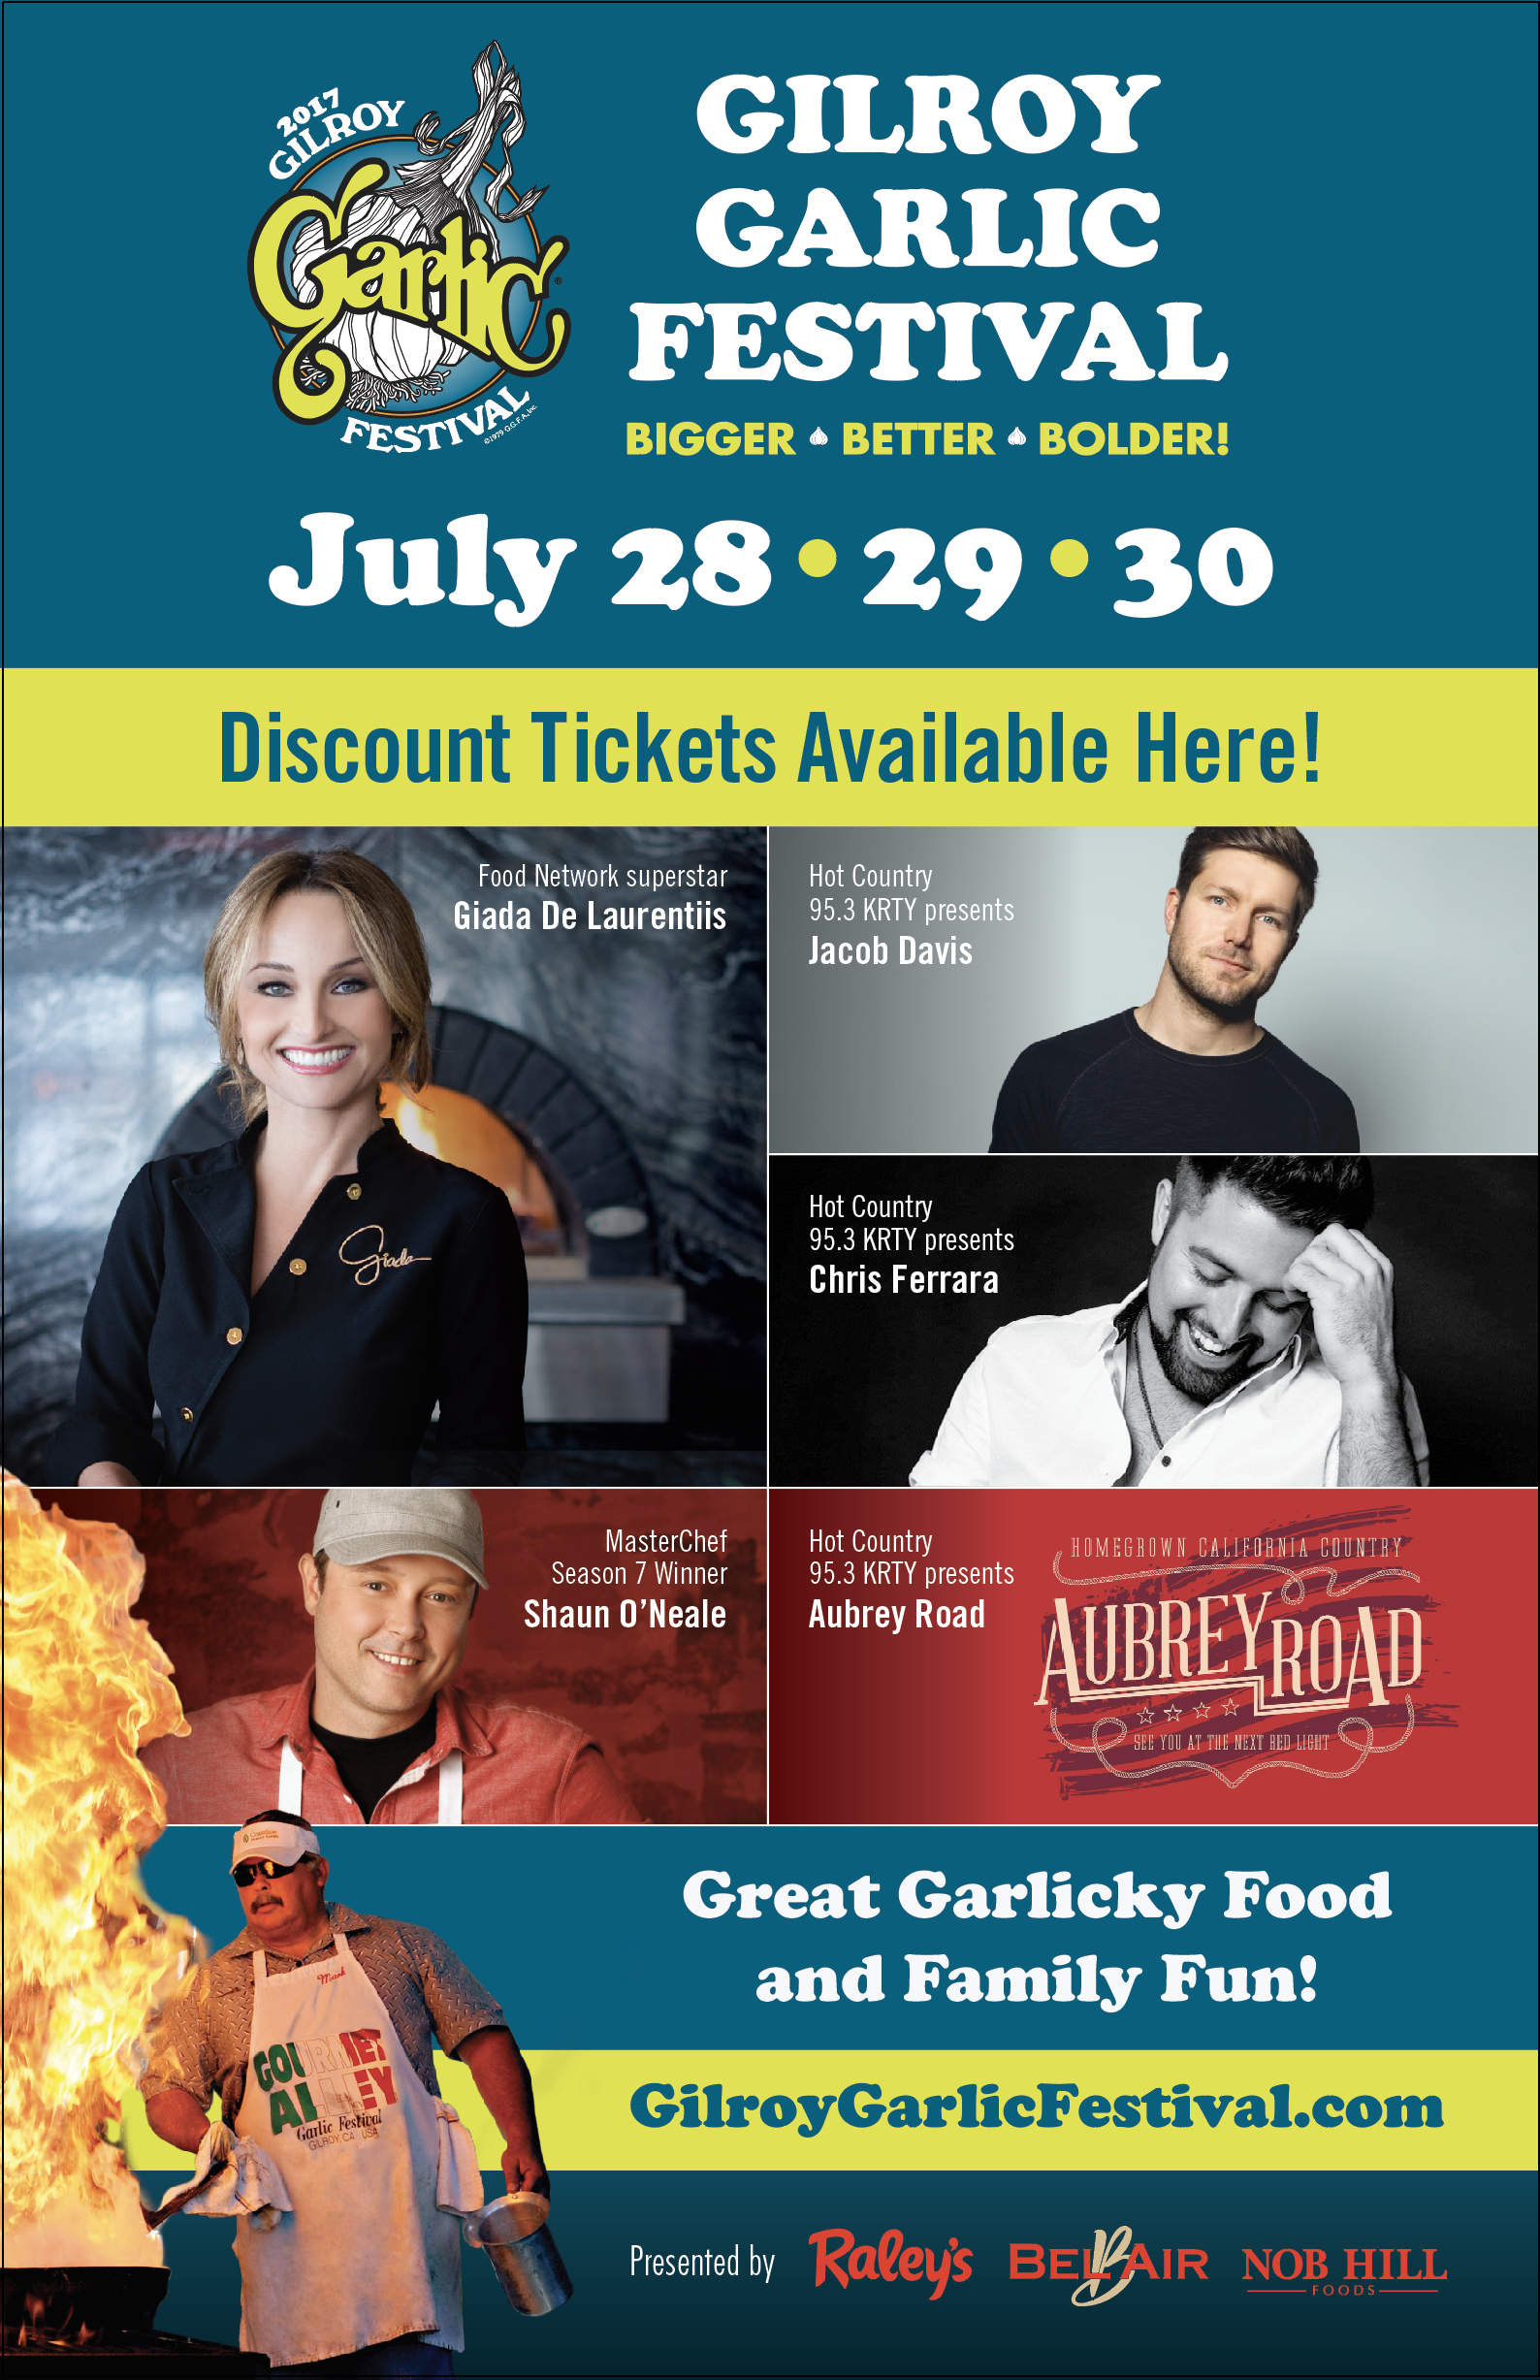 2017
GILROY
Garlic
FESTIVAL
©1979 G.G.F.A., Inc.
GILROY
GARLIC
FESTIVAL
BIGGER BETTER BOLDER!
July 28 • 29 • 30
Discount Tickets Available Here!
Food Network superstar
Giada De Laurentiis
Giada
Hot Country
95.3 KRTY presents
Jacob Davis
Hot Country
95.3 KRTY presents
Chris Ferrara
MasterChef
Season 7 Winner
Shaun O’Neale
Hot Country
95.3 KRTY presents
Aubrey Road
HOMEGROWN CALIFORNIA COUNTRY
AUBREY ROAD
SEE YOU AT THE NEXT RED LIGHT
Great Garlicky Food
and Family Fun!
GOURMET
ALLEY
Garlic Festival
GILROY, CA USA
GilroyGarlicFestival.com
Presented by Raley's BEL AIR NOB HILL
FOODS